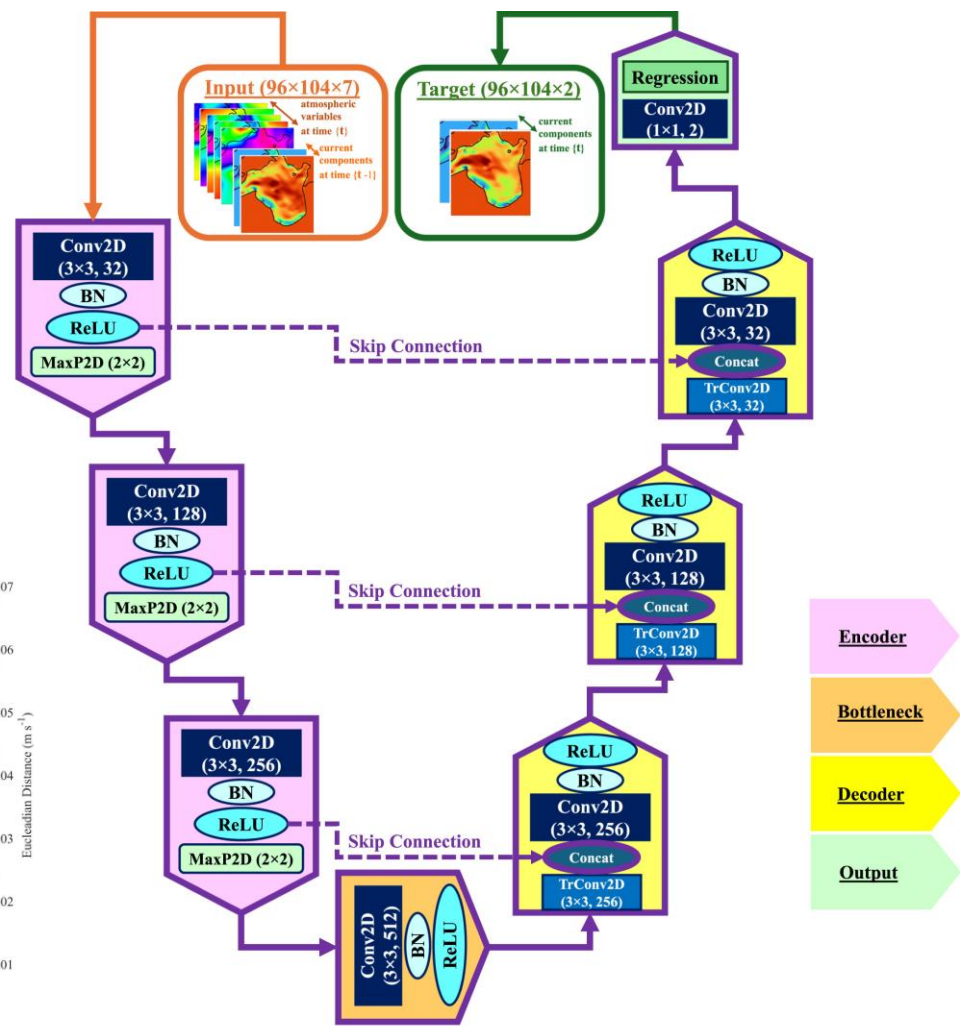 Input (96×104×7)
atmospheric
variables
at time {t}
current
components
at time {t -1}
Target (96×104×2)
current
components
at time {t}
Regression
Conv2D
(1×1, 2)
Conv2D
(3×3, 32)
BN
ReLU
MaxP2D (2×2)
Skip Connection
ReLU
BN
Conv2D
(3×3, 32)
Concat
TrConv2D
(3×3, 32)
Conv2D
(3×3, 128)
BN
ReLU
MaxP2D (2×2)
Skip Connection
ReLU
BN
Conv2D
(3×3, 128)
Concat
TrConv2D
(3×3, 128)
Conv2D
(3×3, 256)
BN
ReLU
MaxP2D (2×2)
Skip Connection
ReLU
BN
Conv2D
(3×3, 256)
Concat
TrConv2D
(3×3, 256)
Conv2D
(3×3, 512)
BN
ReLU
Encoder
Bottleneck
Decoder
Output
07
06
05
04
03
02
01
Eucleadian Distance (m s⁻¹)